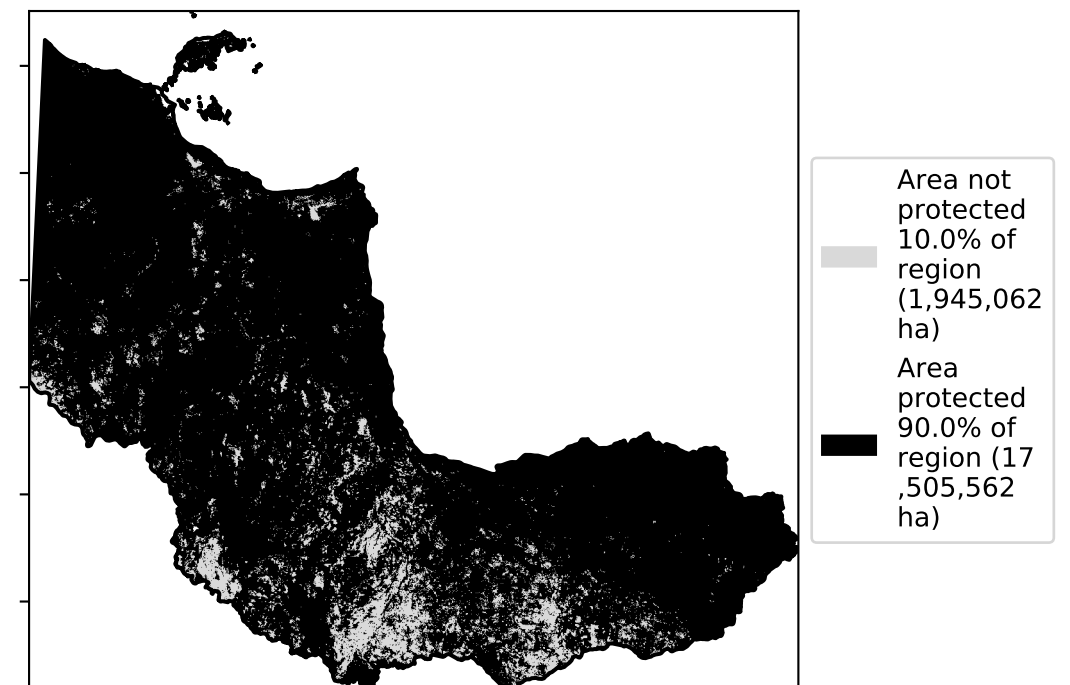 Area not
protected
10.0% of
region
(1,945,062
ha)
Area
protected
90.0% of
region (17
,505,562
ha)